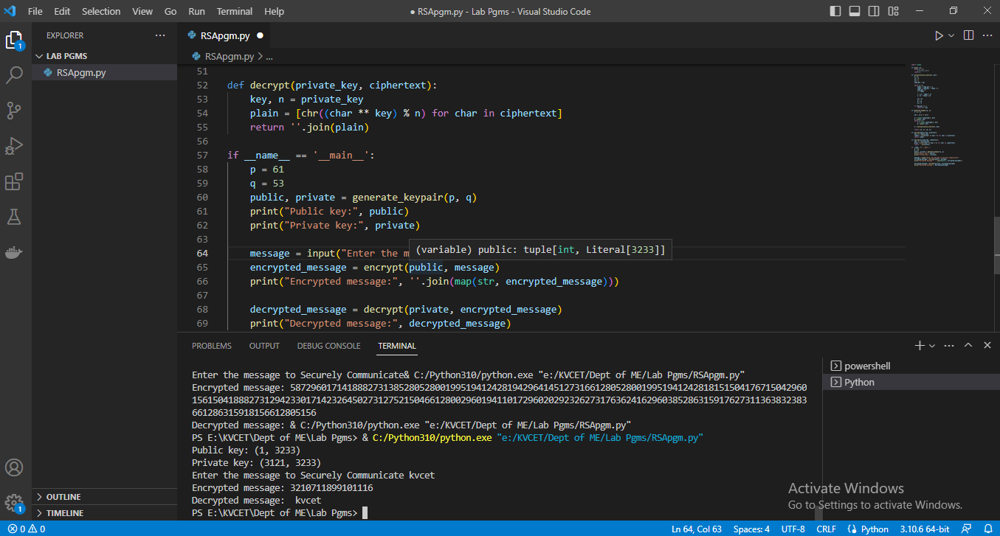 File Edit Selection View Go Run Terminal Help
● RSApgm.py - Lab Pgms - Visual Studio Code
EXPLORER
LAB PGMS
RSApgm.py
OUTLINE
TIMELINE
RSApgm.py
RSApgm.py > ...
51
52 def decrypt(private_key, ciphertext):
53 key, n = private_key
54 plain = [chr((char ** key) % n) for char in ciphertext]
55 return ''.join(plain)
56
57 if __name__ == '__main__':
58 p = 61
59 q = 53
60 public, private = generate_keypair(p, q)
61 print("Public key:", public)
62 print("Private key:", private)
63
64 message = input("Enter the m
(variable) public: tuple[int, Literal[3233]]
65 encrypted_message = encrypt(public, message)
66 print("Encrypted message:", ''.join(map(str, encrypted_message)))
67
68 decrypted_message = decrypt(private, encrypted_message)
69 print("Decrypted message:", decrypted_message)
PROBLEMS OUTPUT DEBUG CONSOLE TERMINAL
Enter the message to Securely Communicate& C:/Python310/python.exe "e:/KVCET/Dept of ME/Lab Pgms/RSApgm.py"
Encrypted message:
Decrypted message: & C:/Python310/python.exe "e:/KVCET/Dept of ME/Lab Pgms/RSApgm.py"
PS E:\KVCET\Dept of ME\Lab Pgms> & C:/Python310/python.exe "e:/KVCET/Dept of ME/Lab Pgms/RSApgm.py"
Public key: (1, 3233)
Private key: (3121, 3233)
Enter the message to Securely Communicate kvcet
Encrypted message: 3210711899101116
Decrypted message:  kvcet
PS E:\KVCET\Dept of ME\Lab Pgms>
powershell
Python
Activate Windows
Go to Settings to activate Windows.
1
1
0 0
Ln 64, Col 63 Spaces: 4 UTF-8 CRLF Python 3.10.6 64-bit